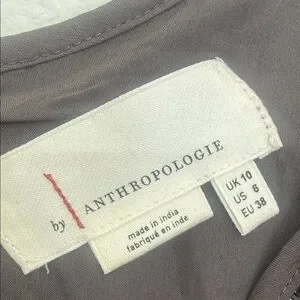 by ANTHROPOLOGIE
made in india
fabriqué en inde
UK 10
US 6
EU 38